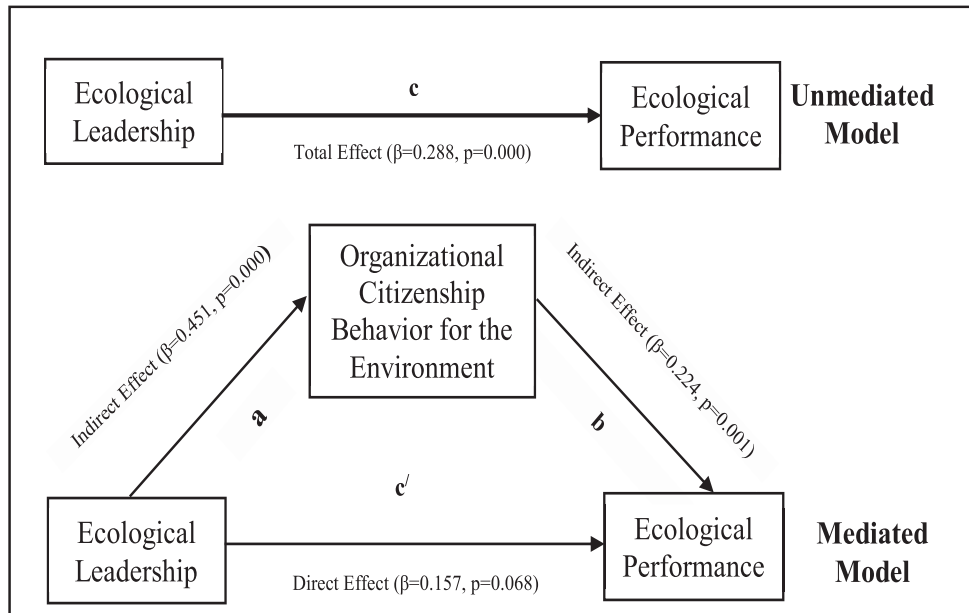 Ecological
Leadership
c
Total Effect (β=0.288, p=0.000)
Ecological
Performance
Unmediated
Model
Indirect Effect (β=0.451, p=0.000)
a
Organizational
Citizenship
Behavior for the
Environment
Indirect Effect (β=0.224, p=0.001)
b
Ecological
Leadership
c/
Direct Effect (β=0.157, p=0.068)
Ecological
Performance
Mediated
Model